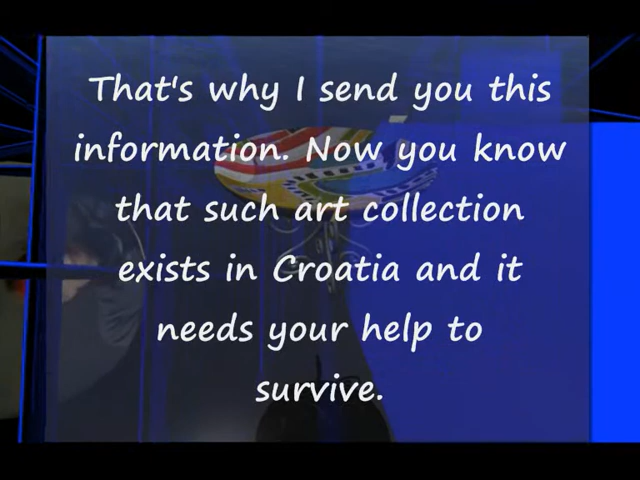 That's why I send you this
information. Now you know
that such art collection
exists in Croatia and it
needs your help to
survive.